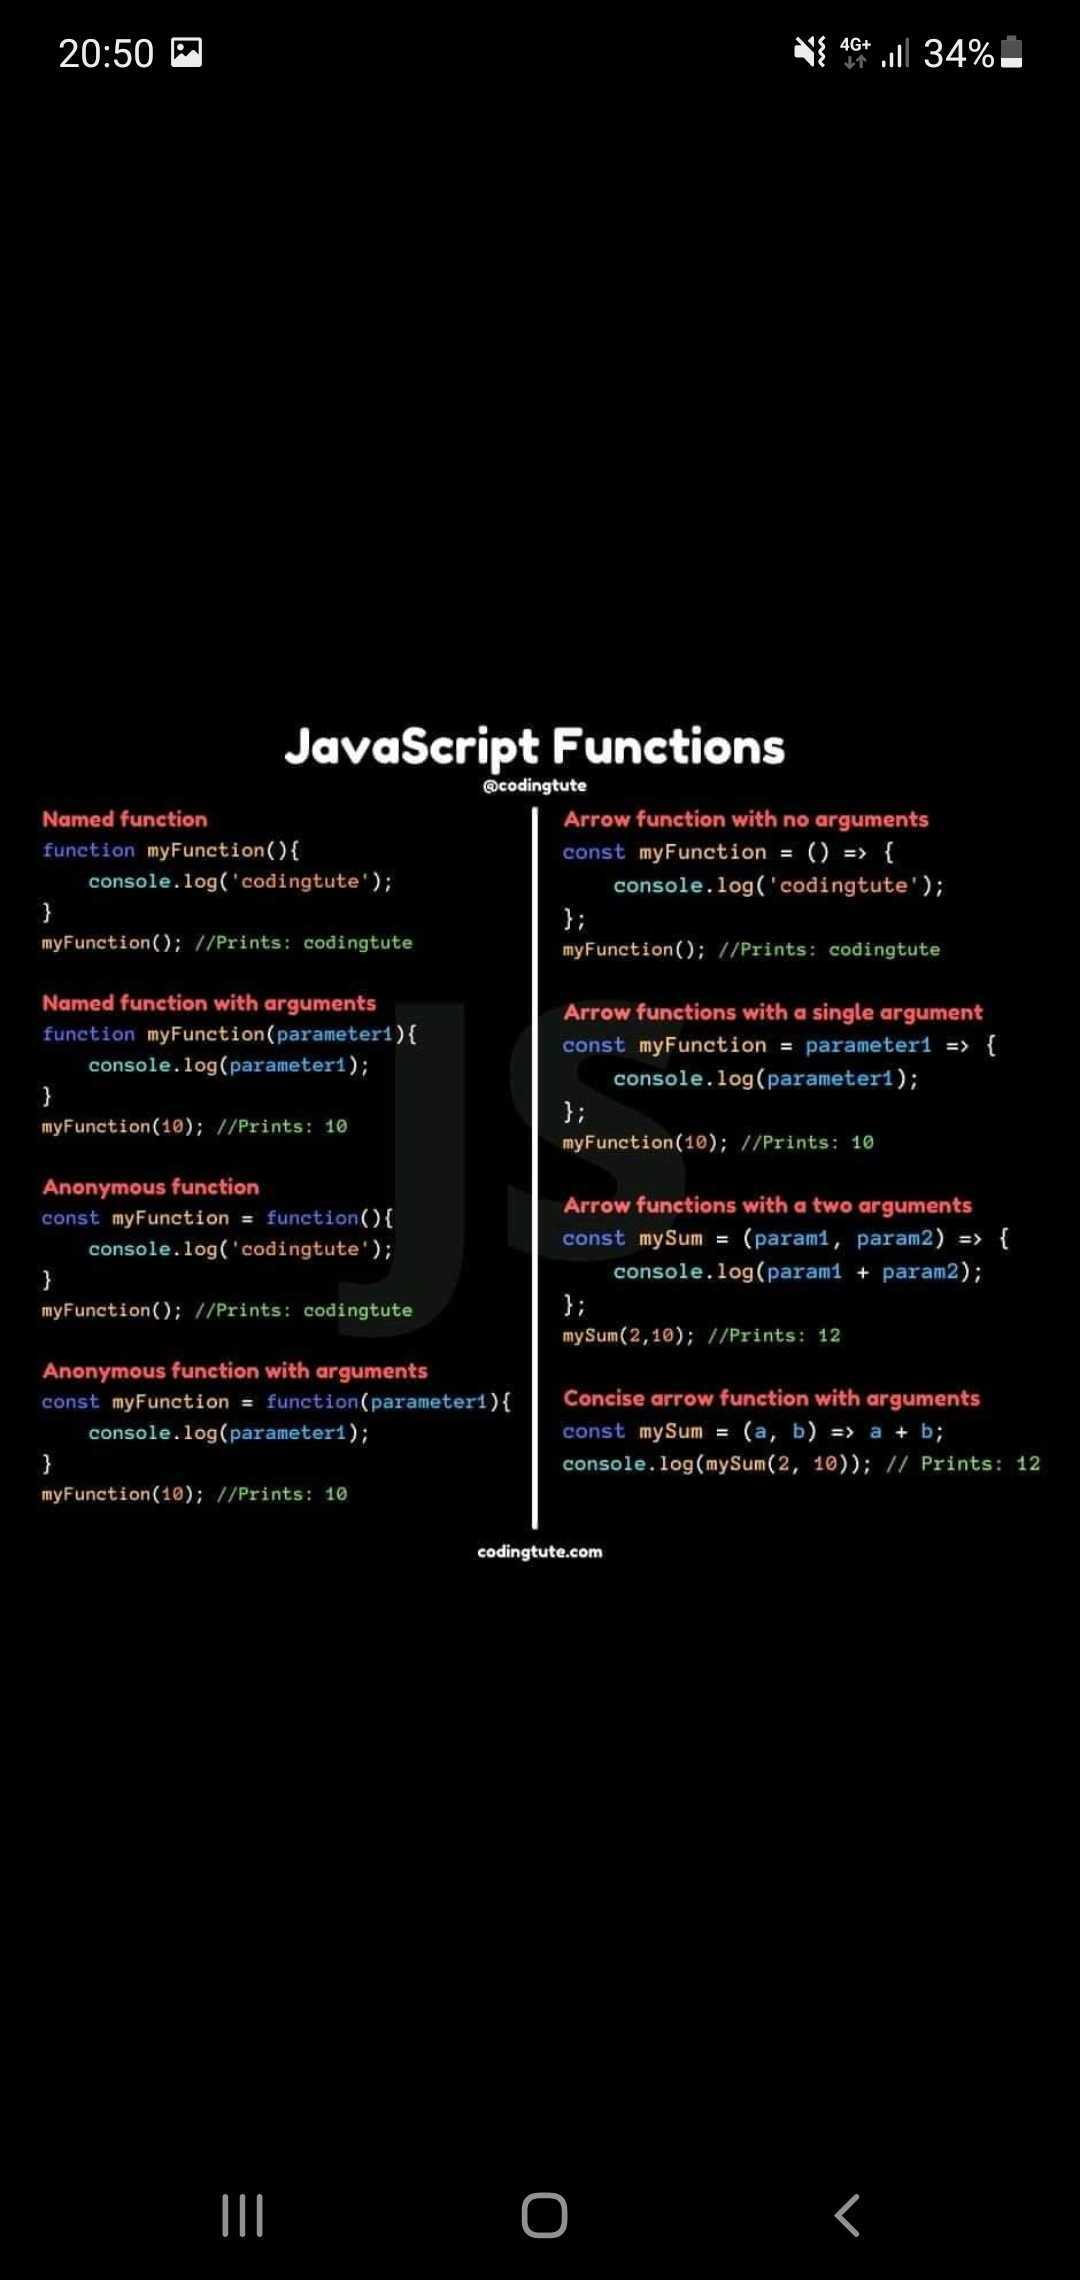 20:50
4G+
34%
JavaScript Functions
@codingtute
Named function
function myFunction(){
    console.log('codingtute');
}
myFunction(); //Prints: codingtute
Named function with arguments
function myFunction(parameter1){
    console.log(parameter1);
}
myFunction(10); //Prints: 10
Anonymous function
const myFunction = function(){
    console.log('codingtute');
}
myFunction(); //Prints: codingtute
Anonymous function with arguments
const myFunction = function(parameter1){
    console.log(parameter1);
}
myFunction(10); //Prints: 10
Arrow function with no arguments
const myFunction = () => {
    console.log('codingtute');
};
myFunction(); //Prints: codingtute
Arrow functions with a single argument
const myFunction = parameter1 => {
    console.log(parameter1);
};
myFunction(10); //Prints: 10
Arrow functions with a two arguments
const mySum = (param1, param2) => {
    console.log(param1 + param2);
};
mySum(2,10); //Prints: 12
Concise arrow function with arguments
const mySum = (a, b) => a + b;
console.log(mySum(2, 10)); // Prints: 12
JS
codingtute.com